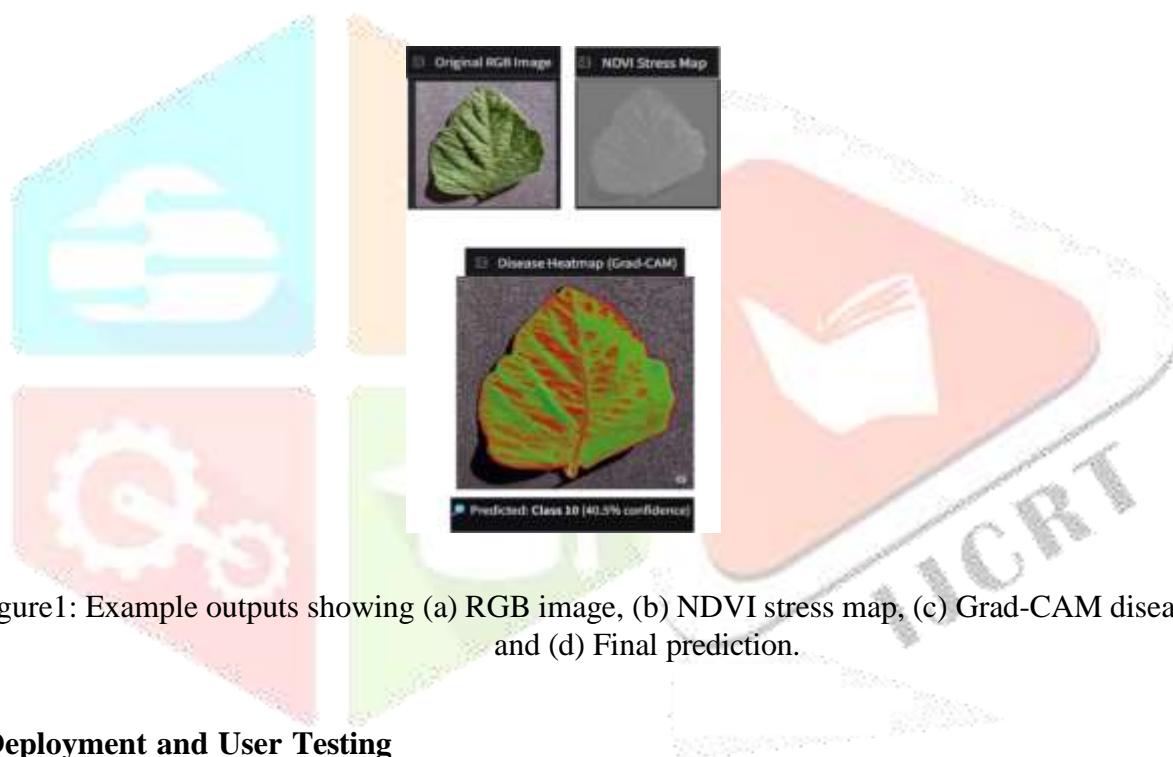 Original RGB Image
NDVI Stress Map
Disease Heatmap (Grad-CAM)
Predicted: Class 10 (40.5% confidence)
IJCRT
gure1: Example outputs showing (a) RGB image, (b) NDVI stress map, (c) Grad-CAM disea
and (d) Final prediction.
Deployment and User Testing